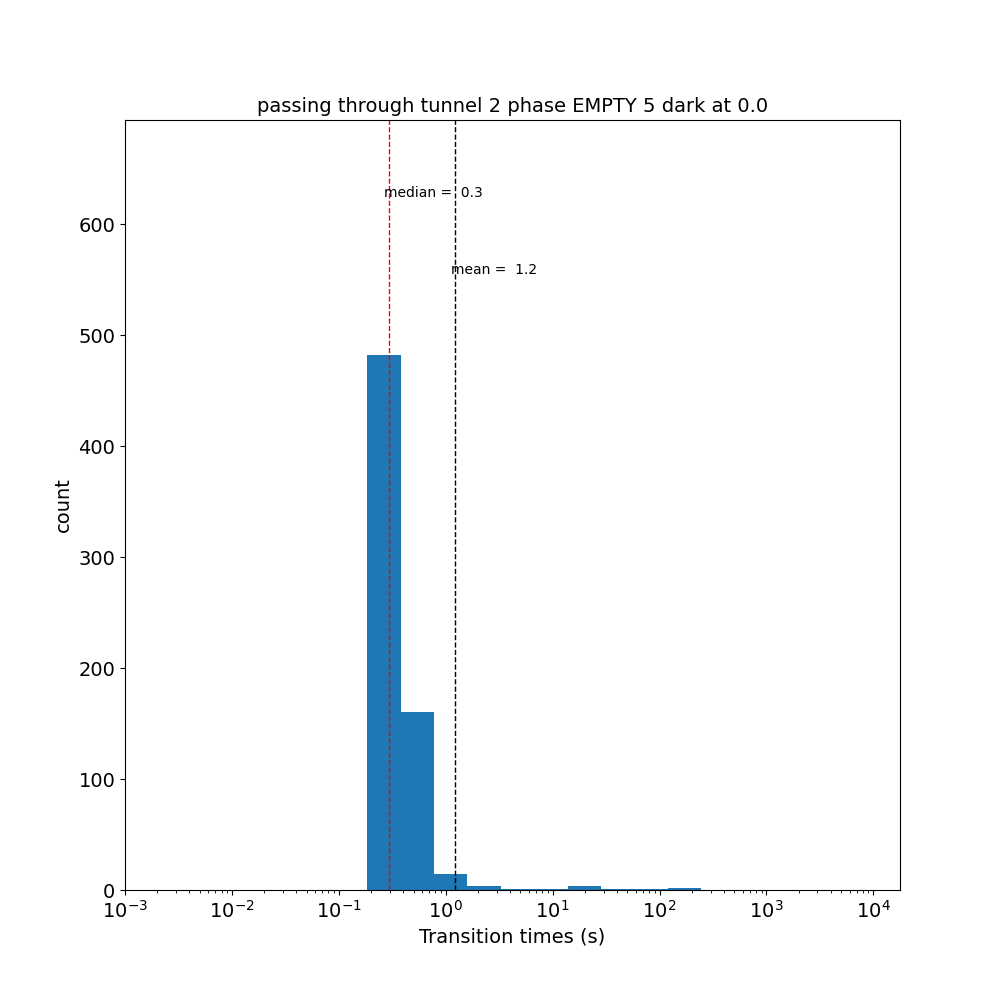 passing through tunnel 2 phase EMPTY 5 dark at 0.0
median =  0.3
mean =  1.2
600
500
400
300
200
100
0
count
10⁻³ 10⁻² 10⁻¹ 10⁰ 10¹ 10² 10³ 10⁴
Transition times (s)